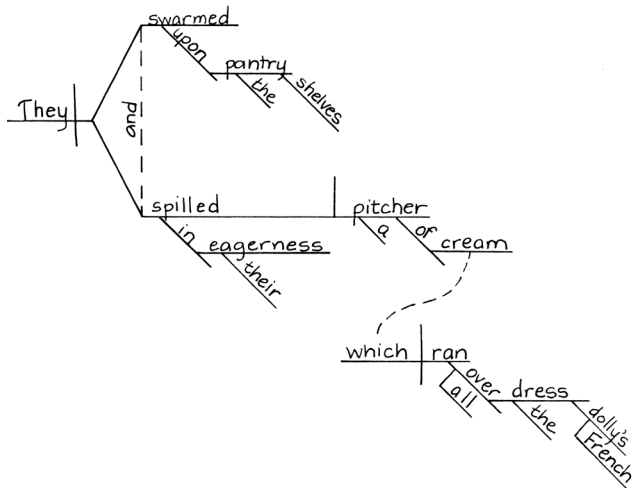 swarmed
upon
pantry
the
shelves
They
and
spilled
pitcher
in
eagerness
their
a
of
cream
which
ran
over
all
dress
the
dolly's
French